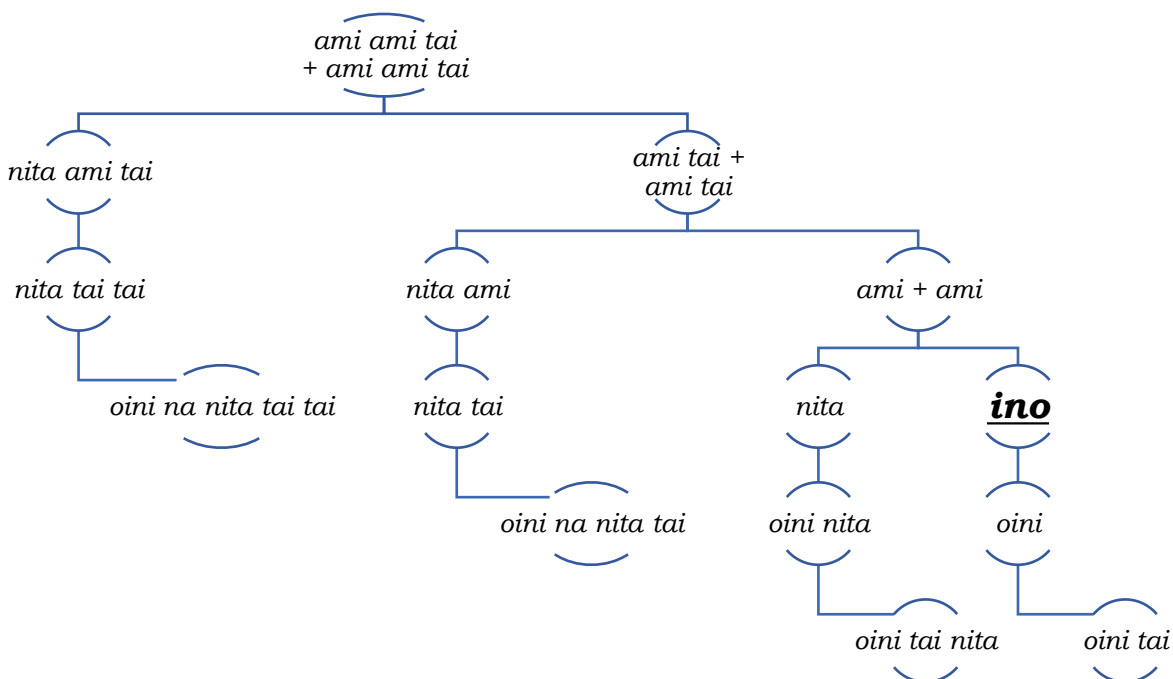 ami ami tai
+ ami ami tai
nita ami tai
ami tai +
ami tai
nita tai tai
nita ami
ami + ami
oini na nita tai tai
nita tai
nita
ino
oini na nita tai
oini nita
oini
oini tai nita
oini tai